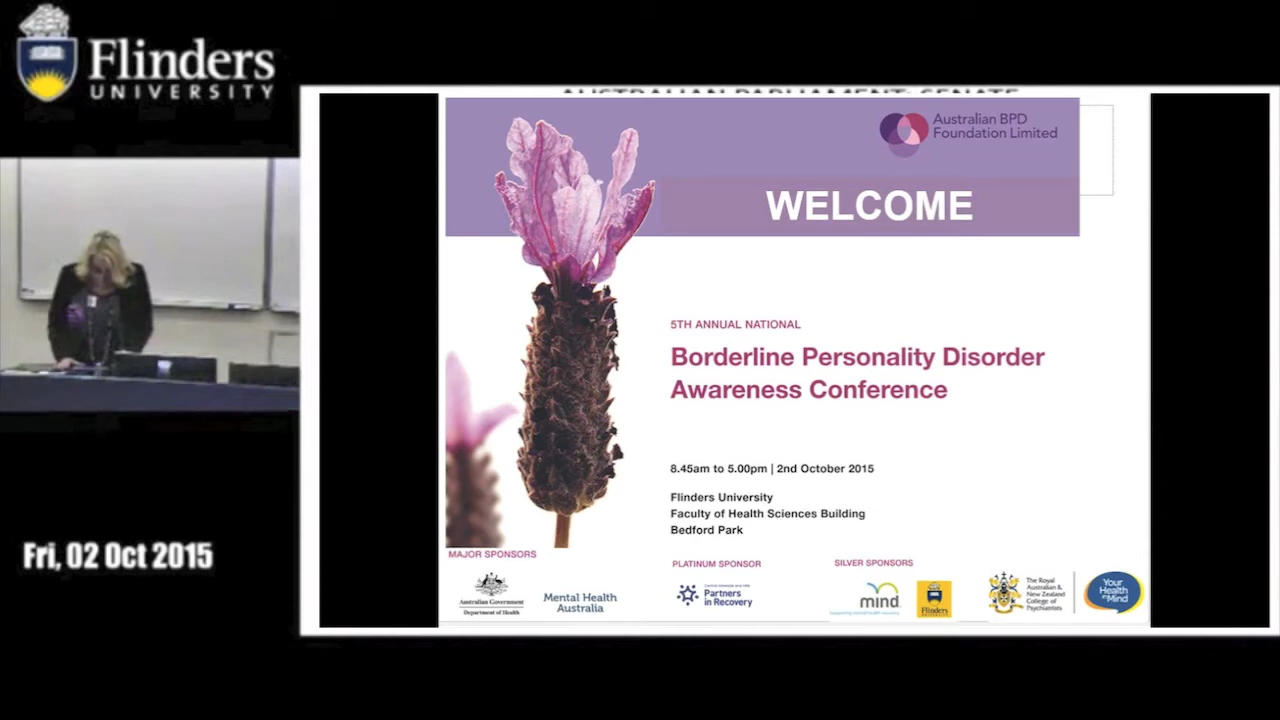 Flinders
UNIVERSITY
AUSTRALIAN PARLIAMENT: SENATE
Australian BPD
Foundation Limited
WELCOME
5TH ANNUAL NATIONAL
Borderline Personality Disorder
Awareness Conference
8.45am to 5.00pm | 2nd October 2015
Flinders University
Faculty of Health Sciences Building
Bedford Park
Fri, 02 Oct 2015
MAJOR SPONSORS
PLATINUM SPONSOR
SILVER SPONSORS
Australian Government
Department of Health
Mental Health
Australia
Partners
in Recovery
mind
Flinders
The Royal
Australian &
New Zealand
College of
Psychiatrists
Your
Health
in Mind